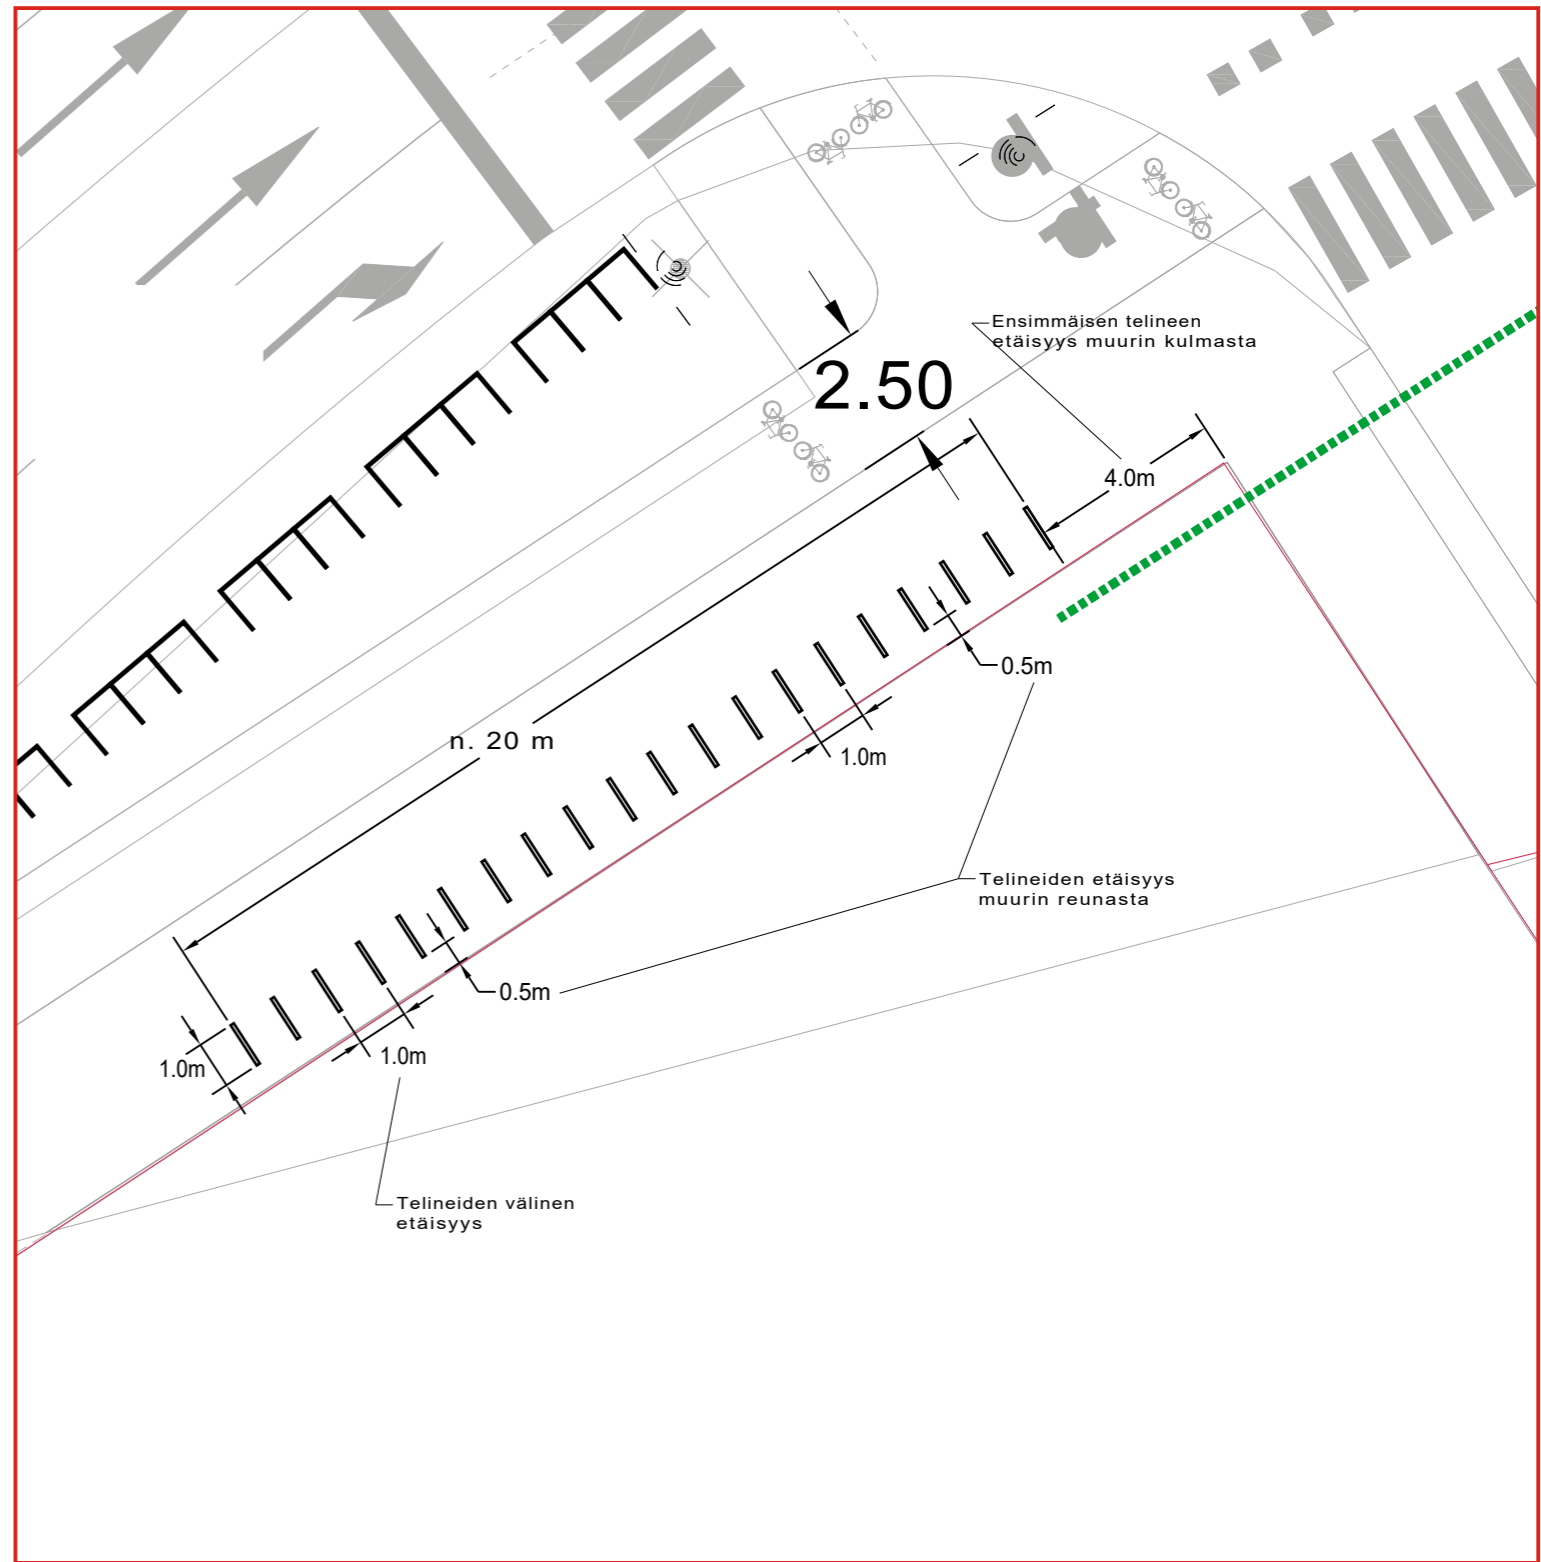 Ensimmäisen telineen
etäisyys muurin kulmasta
2.50
4.0m
0.5m
n. 20 m
1.0m
Telineiden etäisyys
muurin reunasta
0.5m
1.0m
1.0m
Telineiden välinen
etäisyys